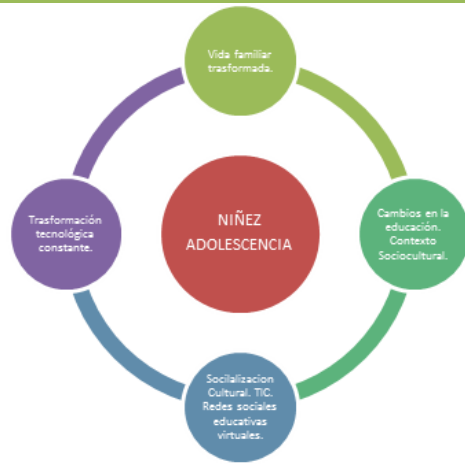 Vida familiar
trasformada.
Trasformación
tecnológica
constante.
NIÑEZ
ADOLESCENCIA
Cambios en la
educación.
Contexto
Sociocultural.
Socilalizacion
Cultural. TIC.
Redes sociales
educativas
virtuales.